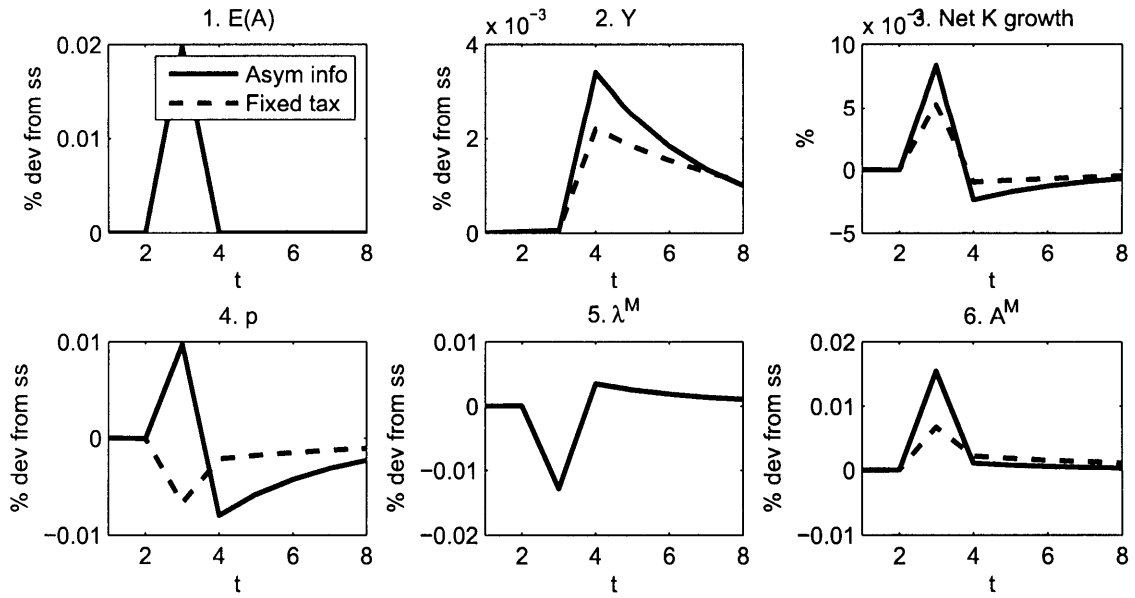 1. E(A)
% dev from ss
0.02
0.01
0
Asym info
Fixed tax
2 4 6 8
t
2. Y
x 10⁻³
% dev from ss
4
2
0
2 4 6 8
t
3. Net K growth
x 10⁻³
%
10
5
0
−5
2 4 6 8
t
4. p
% dev from ss
0.01
0
−0.01
2 4 6 8
t
5. λᴹ
% dev from ss
0.01
0
−0.01
−0.02
2 4 6 8
t
6. Aᴹ
% dev from ss
0.02
0.01
0
−0.01
2 4 6 8
t